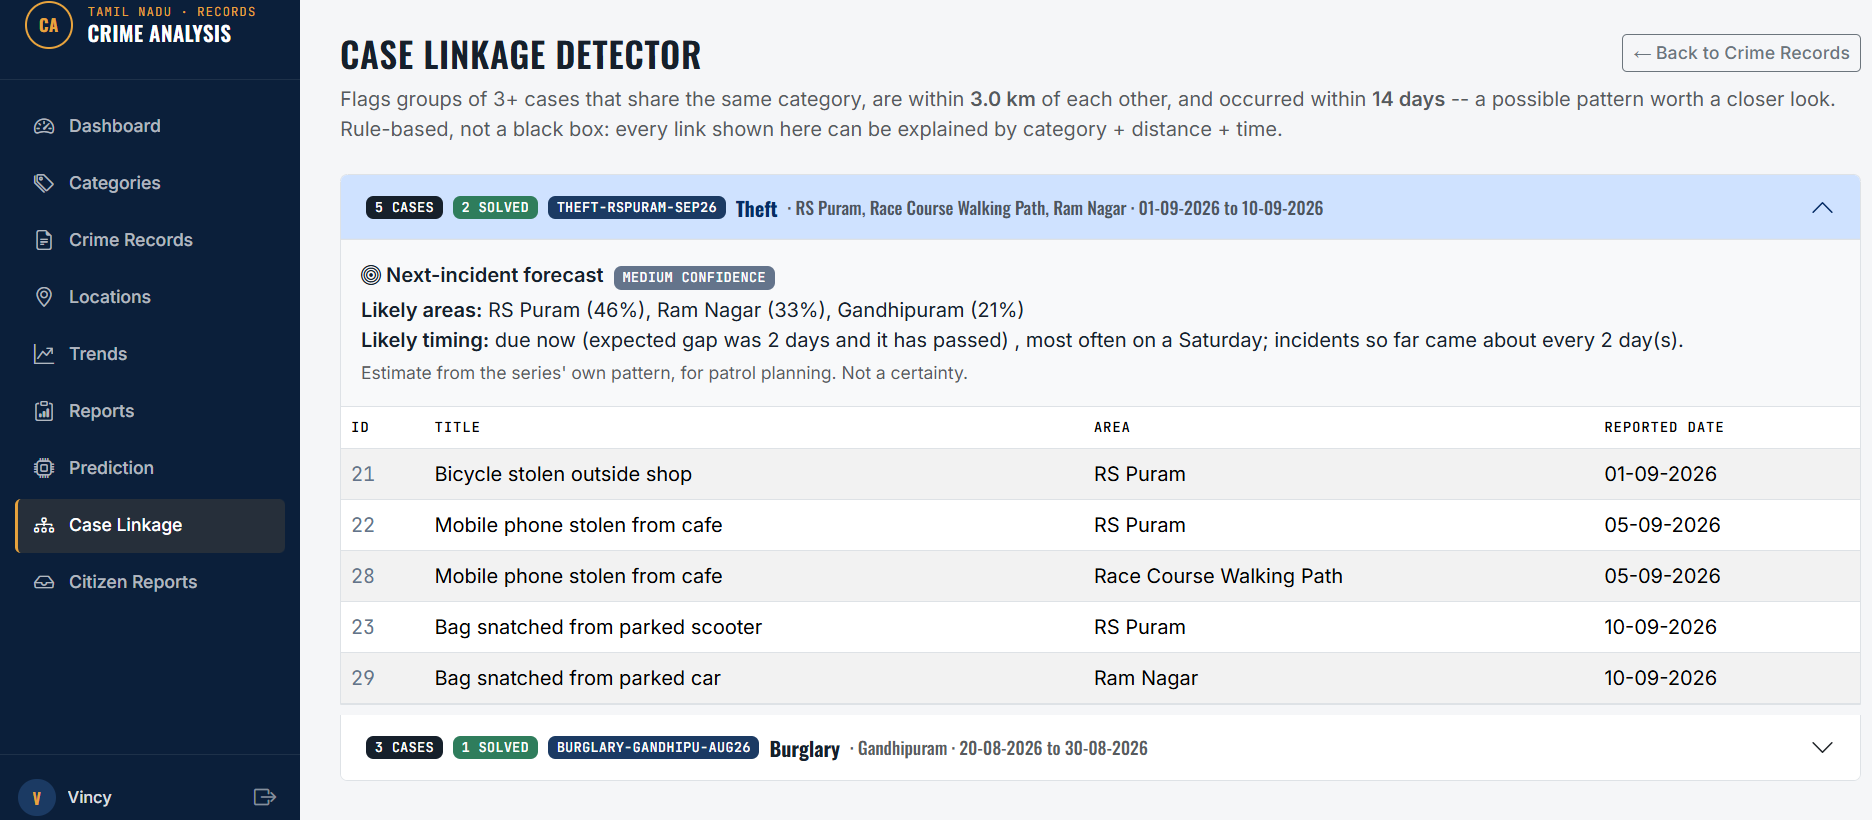 CA
TAMIL NADU · RECORDS
CRIME ANALYSIS
Dashboard
Categories
Crime Records
Locations
Trends
Reports
Prediction
Case Linkage
Citizen Reports
V
Vincy
CASE LINKAGE DETECTOR
← Back to Crime Records
Flags groups of 3+ cases that share the same category, are within 3.0 km of each other, and occurred within 14 days -- a possible pattern worth a closer look.
Rule-based, not a black box: every link shown here can be explained by category + distance + time.
5 CASES 2 SOLVED THEFT-RSPURAM-SEP26 Theft · RS Puram, Race Course Walking Path, Ram Nagar · 01-09-2026 to 10-09-2026
Next-incident forecast MEDIUM CONFIDENCE
Likely areas: RS Puram (46%), Ram Nagar (33%), Gandhipuram (21%)
Likely timing: due now (expected gap was 2 days and it has passed) , most often on a Saturday; incidents so far came about every 2 day(s).
Estimate from the series' own pattern, for patrol planning. Not a certainty.
ID TITLE AREA REPORTED DATE
21 Bicycle stolen outside shop RS Puram 01-09-2026
22 Mobile phone stolen from cafe RS Puram 05-09-2026
28 Mobile phone stolen from cafe Race Course Walking Path 05-09-2026
23 Bag snatched from parked scooter RS Puram 10-09-2026
29 Bag snatched from parked car Ram Nagar 10-09-2026
3 CASES 1 SOLVED BURGLARY-GANDHIPU-AUG26 Burglary · Gandhipuram · 20-08-2026 to 30-08-2026